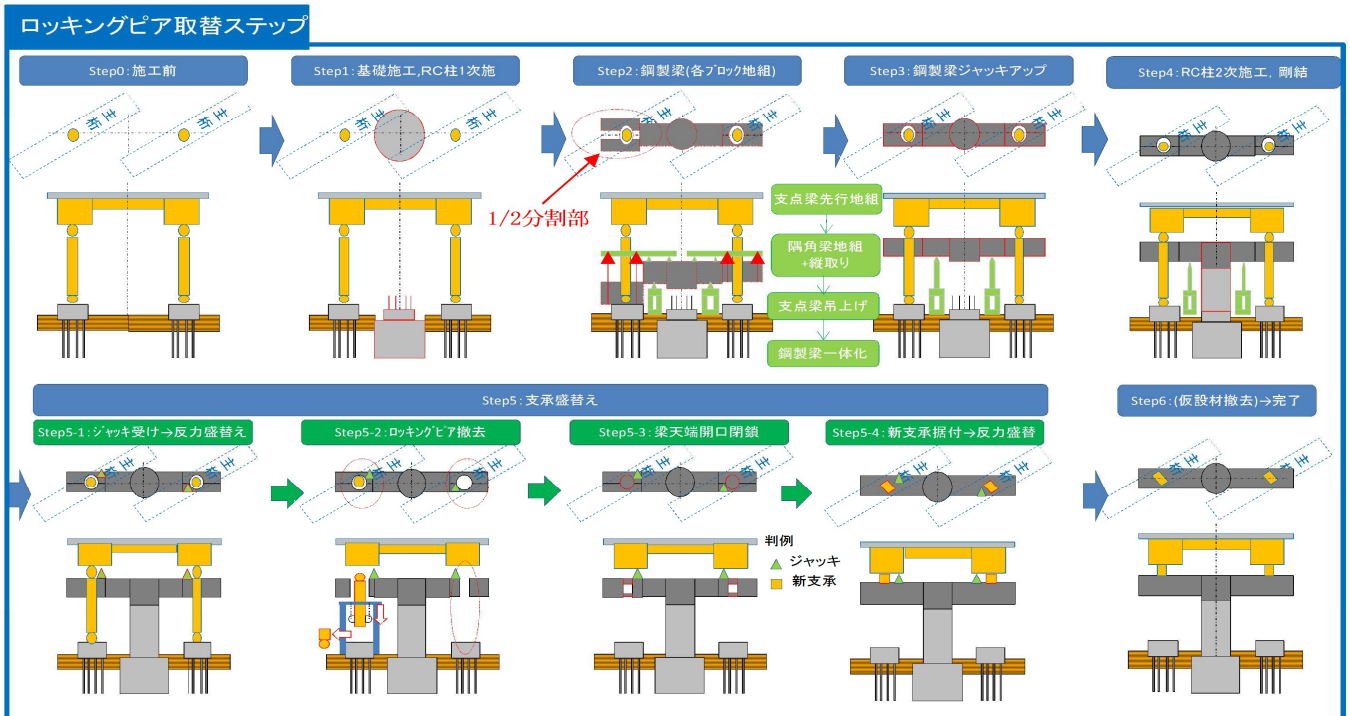 ロッキングピア取替ステップ
Step0:施工前
Step1:基礎施工,RC柱1次施
Step2:鋼製梁(各ブロック地組)
Step3:鋼製梁ジャッキアップ
Step4:RC柱2次施工, 剛結
主桁
主桁
主桁
主桁
主桁
主桁
主桁
主桁
主桁
主桁
1/2分割部
支点梁先行地組
隅角梁地組
+縦取り
支点梁吊上げ
鋼製梁一体化
Step5:支承盛替え
Step6:(仮設材撤去)→完了
Step5-1:ジャッキ受け→反力盛替え
Step5-2:ロッキングピア撤去
Step5-3:梁天端開口閉鎖
Step5-4:新支承据付→反力盛替
主桁
主桁
主桁
主桁
主桁
主桁
主桁
主桁
主桁
主桁
判例
ジャッキ
新支承